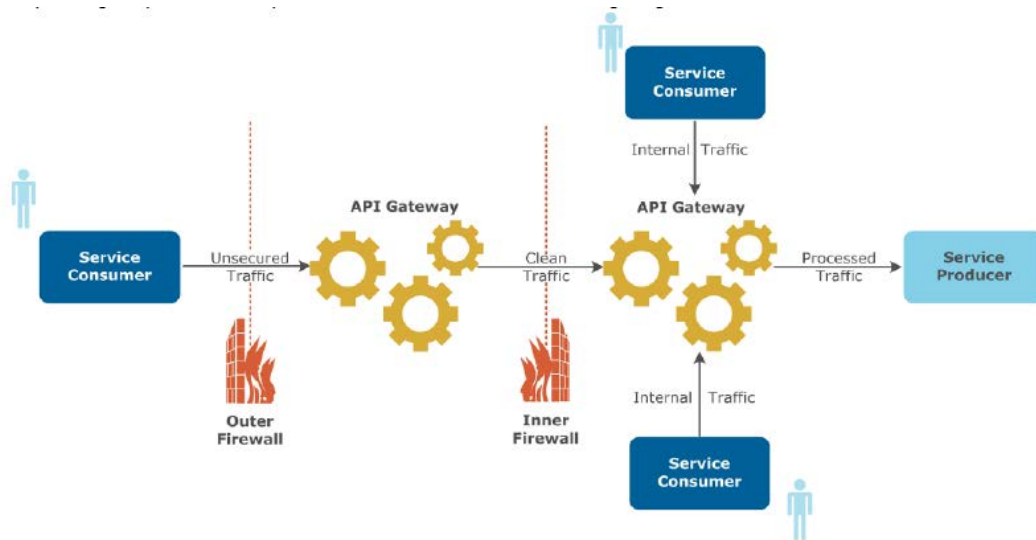 Service
Consumer
Internal Traffic
API Gateway
API Gateway
Service
Consumer
Unsecured
Traffic
Clean
Traffic
Processed
Traffic
Service
Producer
Outer
Firewall
Inner
Firewall
Internal Traffic
Service
Consumer